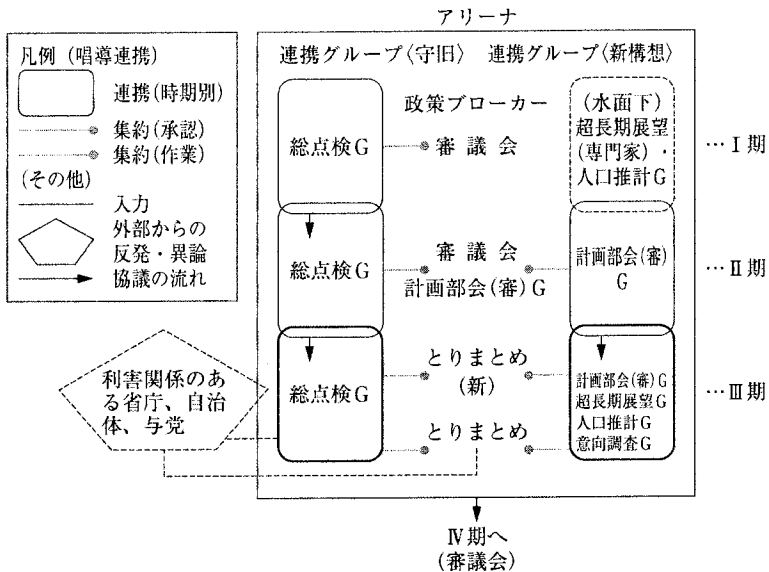 アリーナ
凡例(唱導連携)
連携(時期別)
集約(承認)
集約(作業)
(その他)
入力
外部からの
反発・異論
協議の流れ
連携グループ〈守旧〉
政策ブローカー
連携グループ〈新構想〉
総点検G
審議会
(水面下)
超長期展望
(専門家)・
人口推計G
…Ⅰ期
総点検G
審議会
計画部会(審)G
計画部会(審)
G
…Ⅱ期
利害関係のあ
る省庁、自治
体、与党
総点検G
とりまとめ
(新)
とりまとめ
計画部会(審)G
超長期展望G
人口推計G
意向調査G
…Ⅲ期
Ⅳ期へ
(審議会)